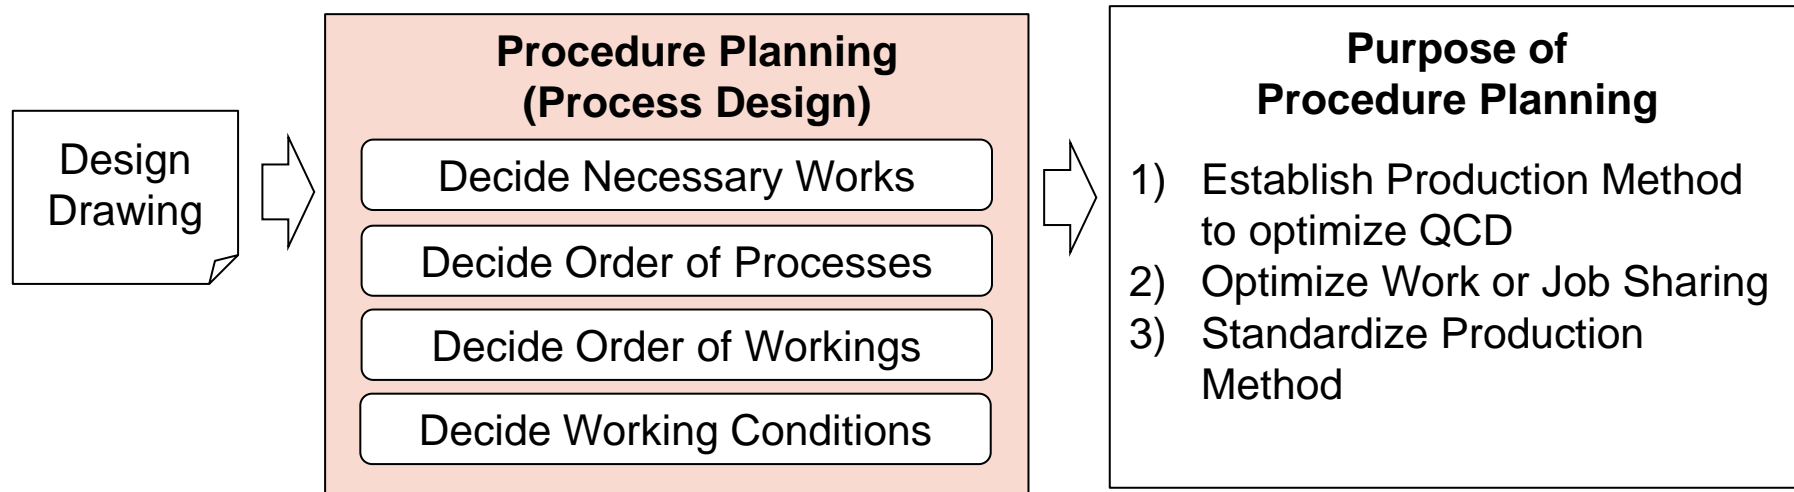 Design
Drawing
Procedure Planning
(Process Design)
Decide Necessary Works
Decide Order of Processes
Decide Order of Workings
Decide Working Conditions
Purpose of
Procedure Planning
1) Establish Production Method
to optimize QCD
2) Optimize Work or Job Sharing
3) Standardize Production
Method